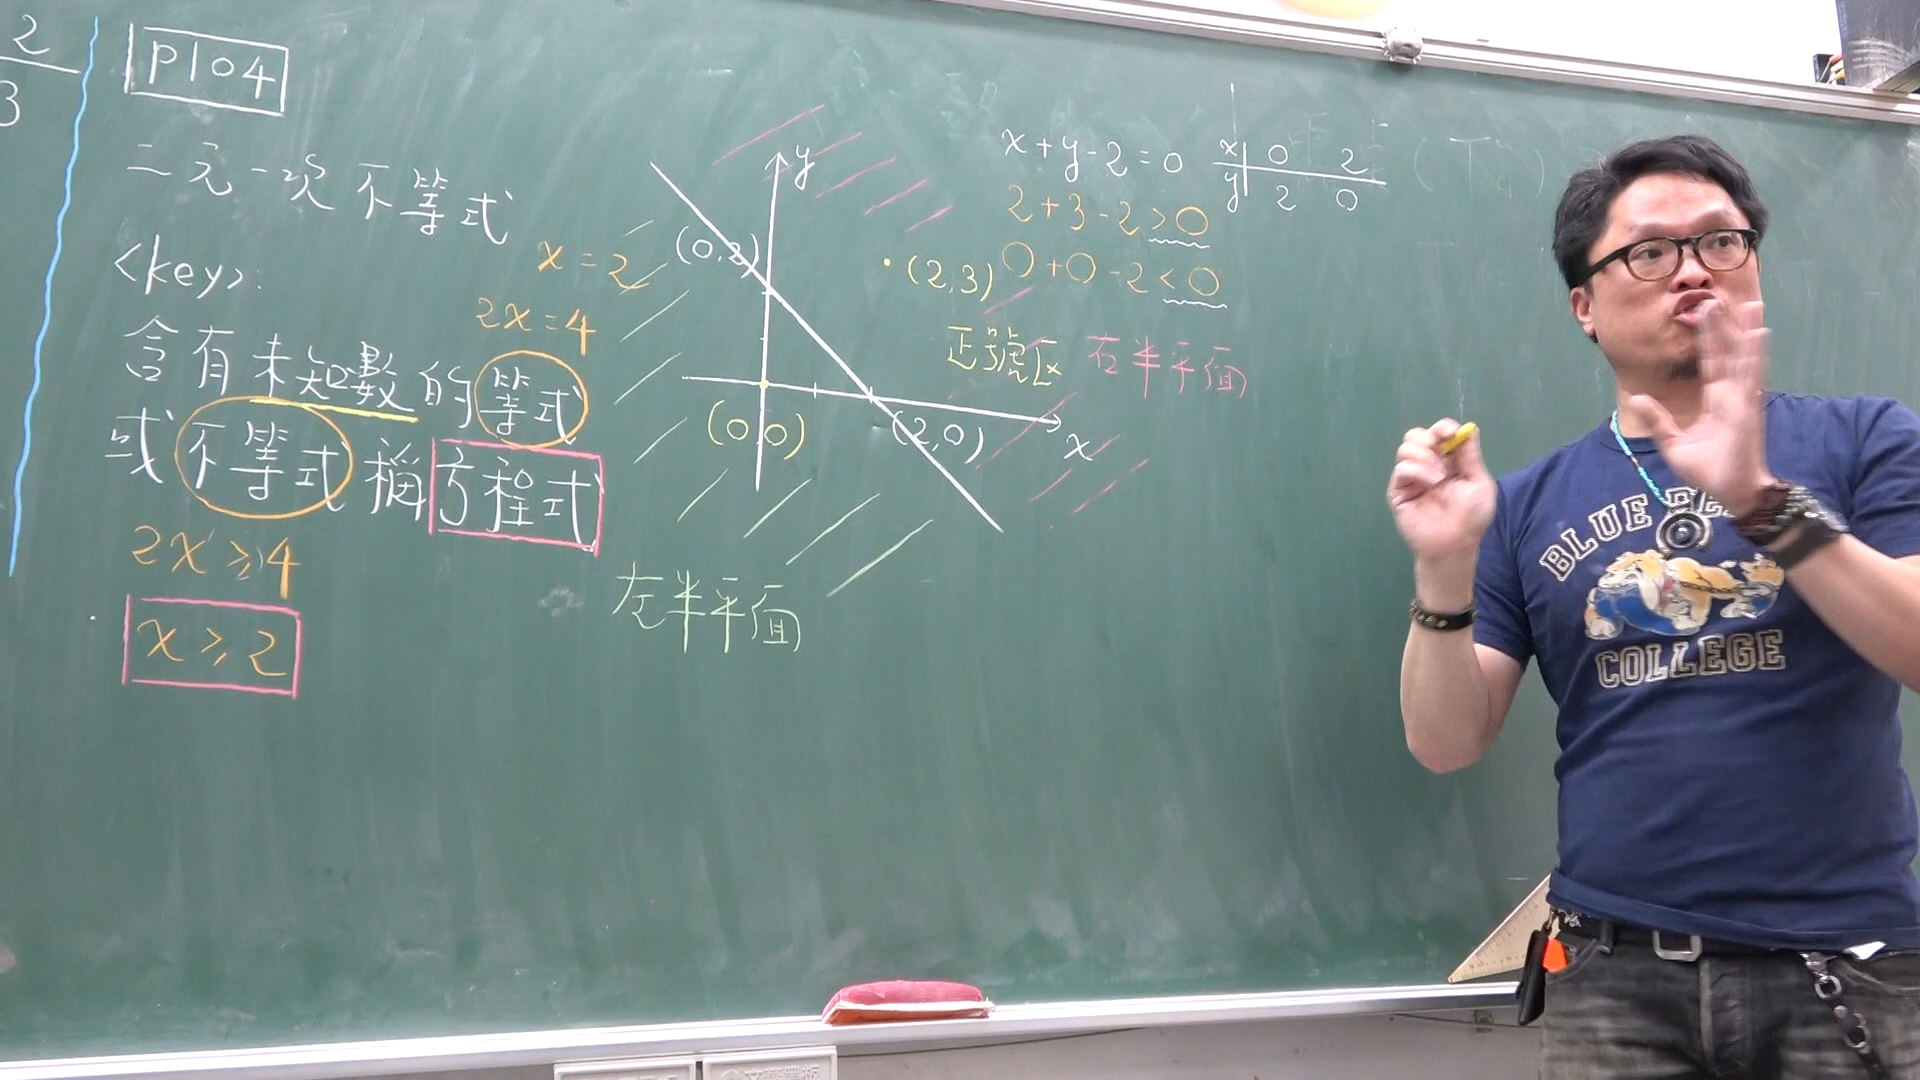 2
3
P104
二元一次不等式
<key>:
含有未知數的等式
或不等式稱方程式
2x≥4
x≥2
x=2
2x=4
y
(0,2)
(0,0)
(2,0)
x
(2,3)
左半平面
x+y-2=0
x 0 2
y 2 0
2+3-2>0
0+0-2<0
正號區 右半平面
BLUE
COLLEGE